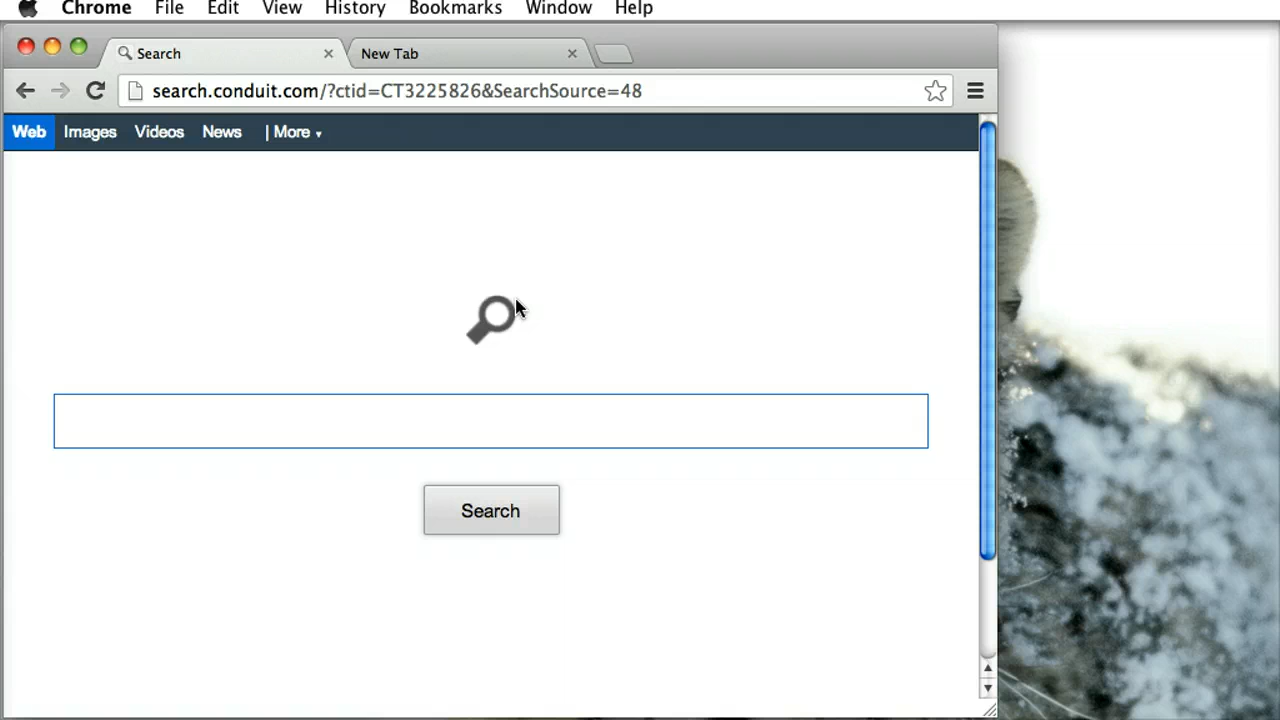 Chrome File Edit View History Bookmarks Window Help
Search New Tab
search.conduit.com/?ctid=CT3225826&SearchSource=48
Web Images Videos News | More ▾
Search